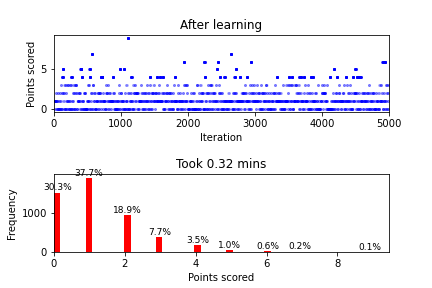 After learning
Points scored
5
0
0 1000 2000 3000 4000 5000
Iteration
Took 0.32 mins
Frequency
1000
0
30.3% 37.7% 18.9% 7.7% 3.5% 1.0% 0.6% 0.2% 0.1%
0 2 4 6 8
Points scored